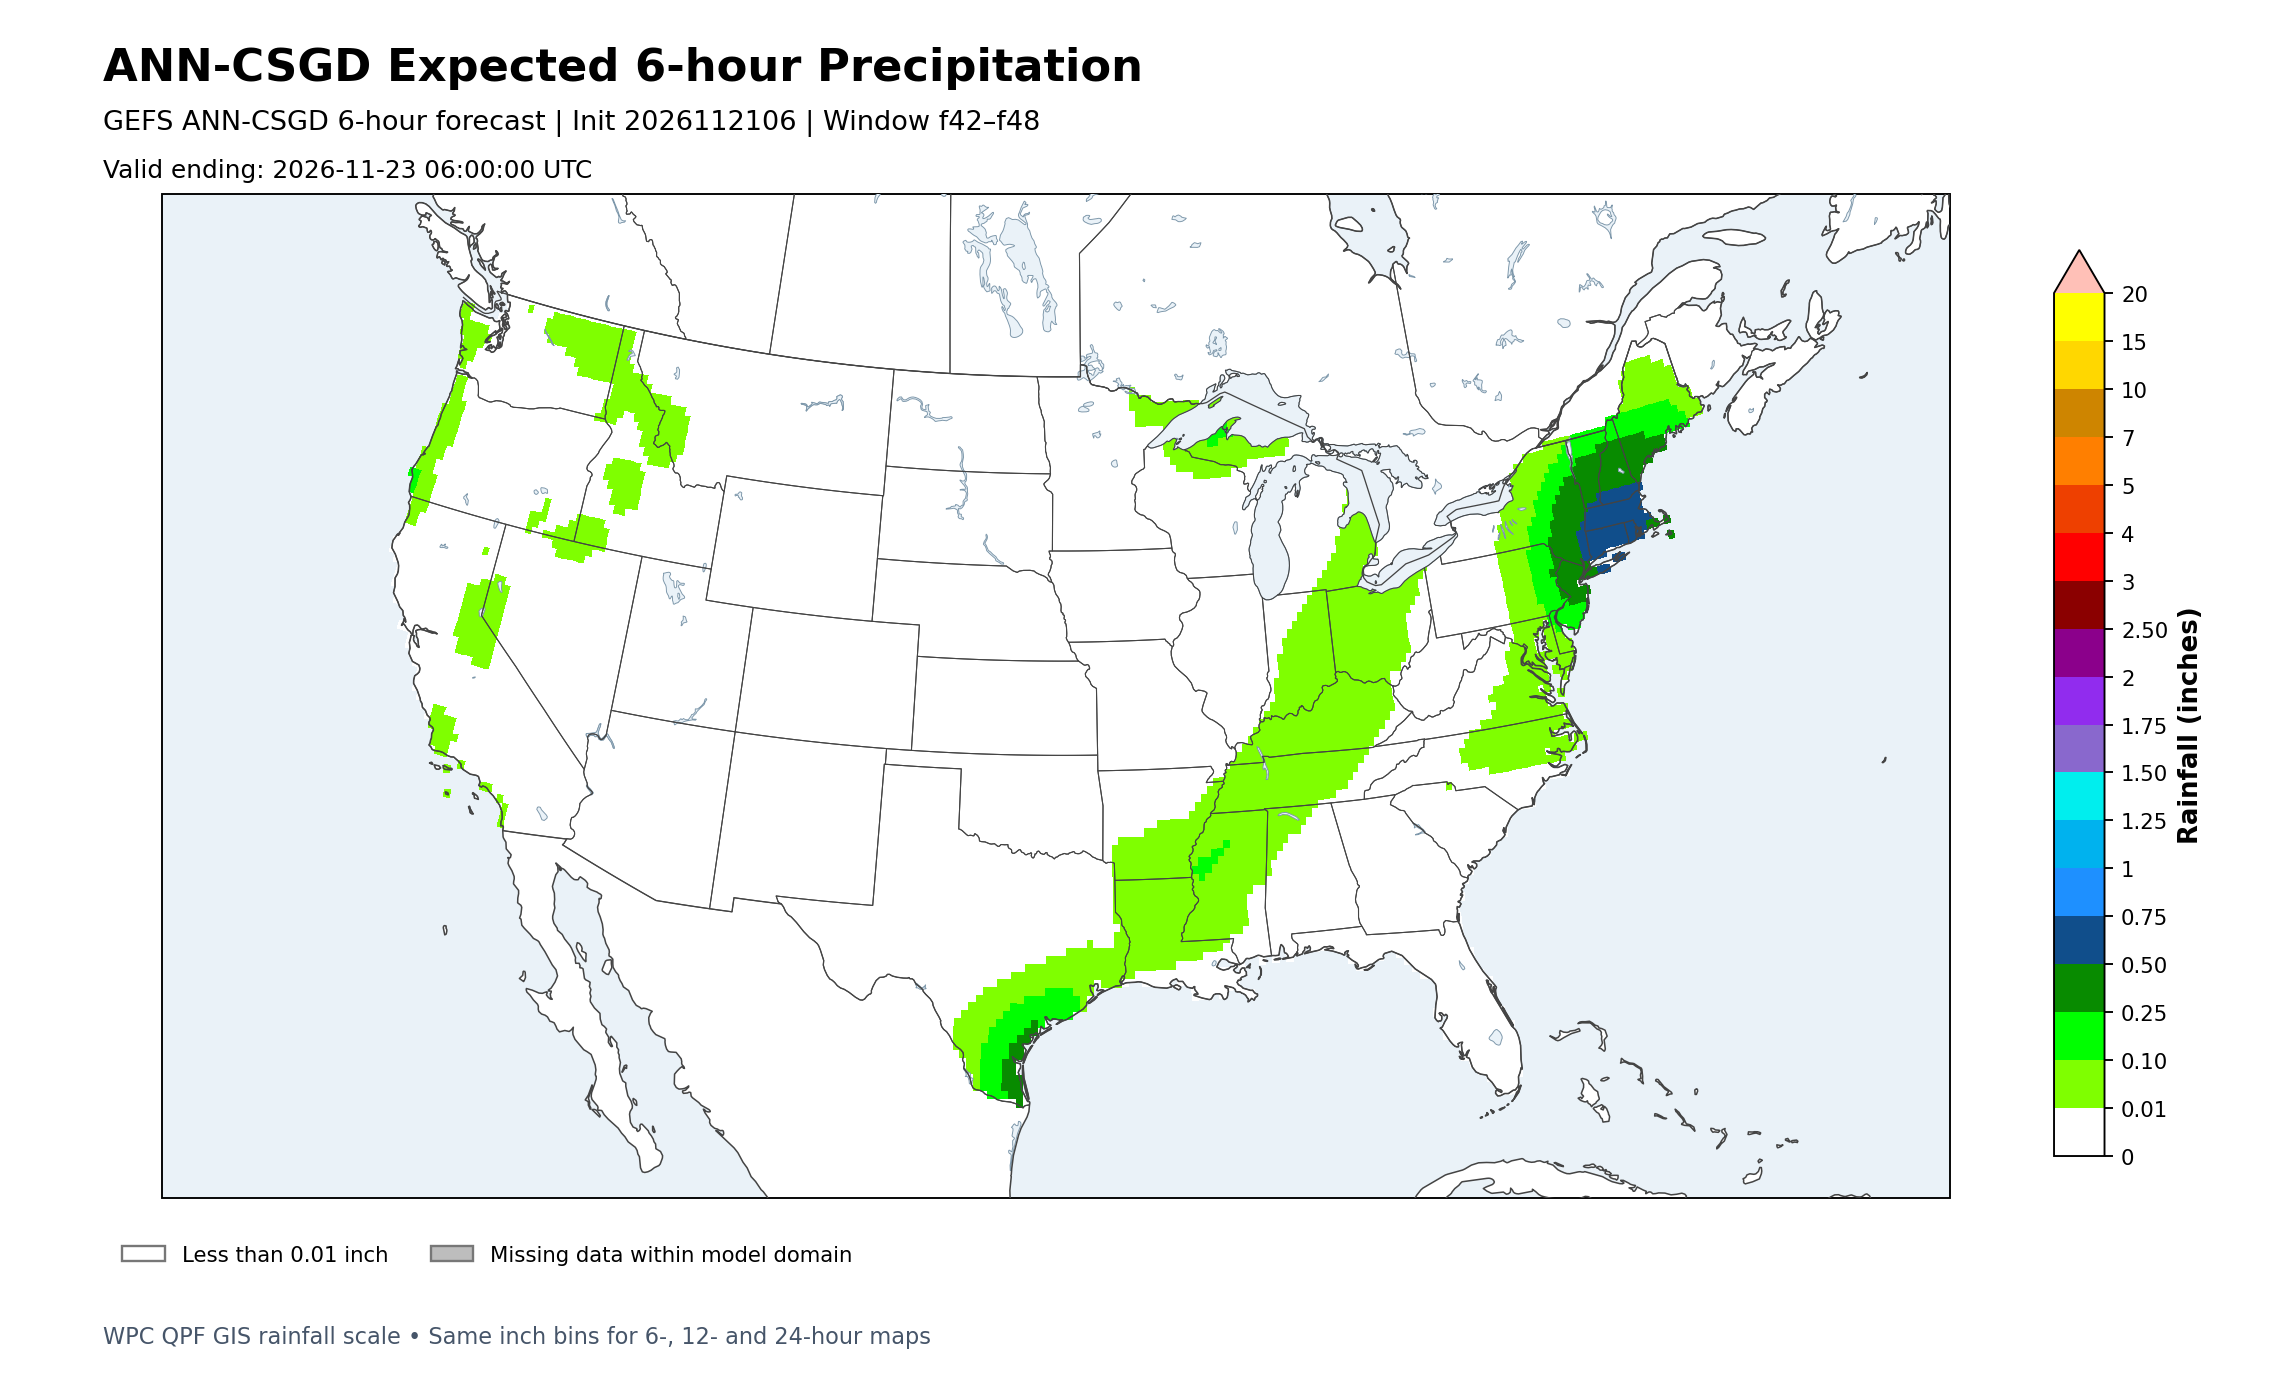 ANN-CSGD Expected 6-hour Precipitation
GEFS ANN-CSGD 6-hour forecast | Init 2026112106 | Window f42–f48
Valid ending: 2026-11-23 06:00:00 UTC
20
15
10
7
5
4
3
2.50
2
1.75
1.50
1.25
1
0.75
0.50
0.25
0.10
0.01
0
Rainfall (inches)
Less than 0.01 inch
Missing data within model domain
WPC QPF GIS rainfall scale • Same inch bins for 6-, 12- and 24-hour maps